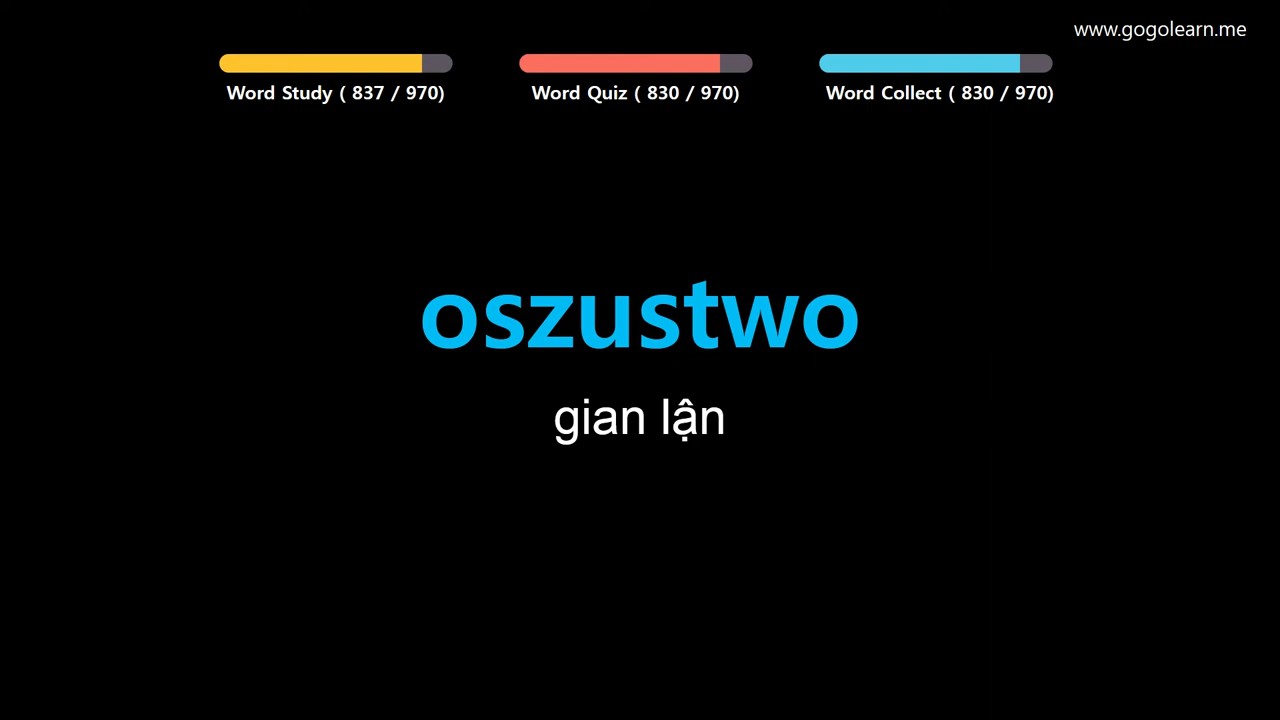 www.gogolearn.me
Word Study ( 837 / 970)
Word Quiz ( 830 / 970)
Word Collect ( 830 / 970)
oszustwo
gian lận